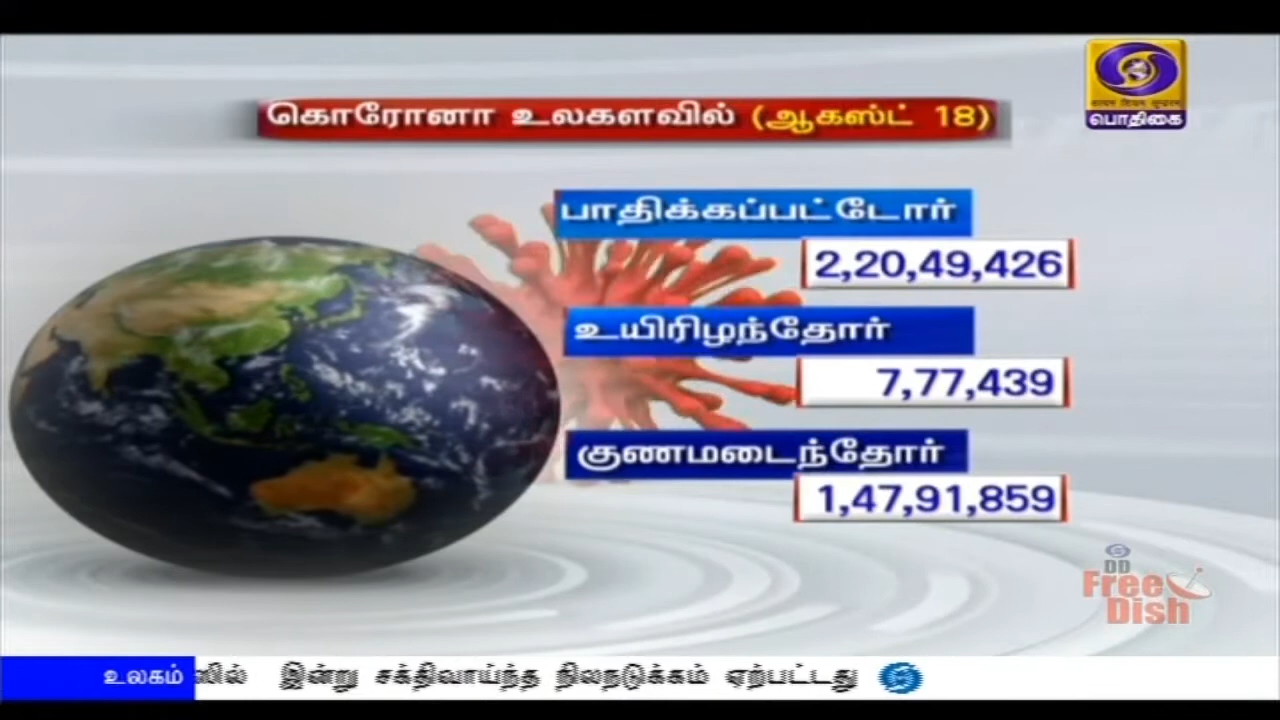 கொரோனா உலகளவில் (ஆகஸ்ட் 18)
பொதிகை
பாதிக்கப்பட்டோர்
2,20,49,426
உயிரிழந்தோர்
7,77,439
குணமடைந்தோர்
1,47,91,859
DD
Free
Dish
உலகம் இன்று சக்திவாய்ந்த நிலநடுக்கம் ஏற்பட்டது